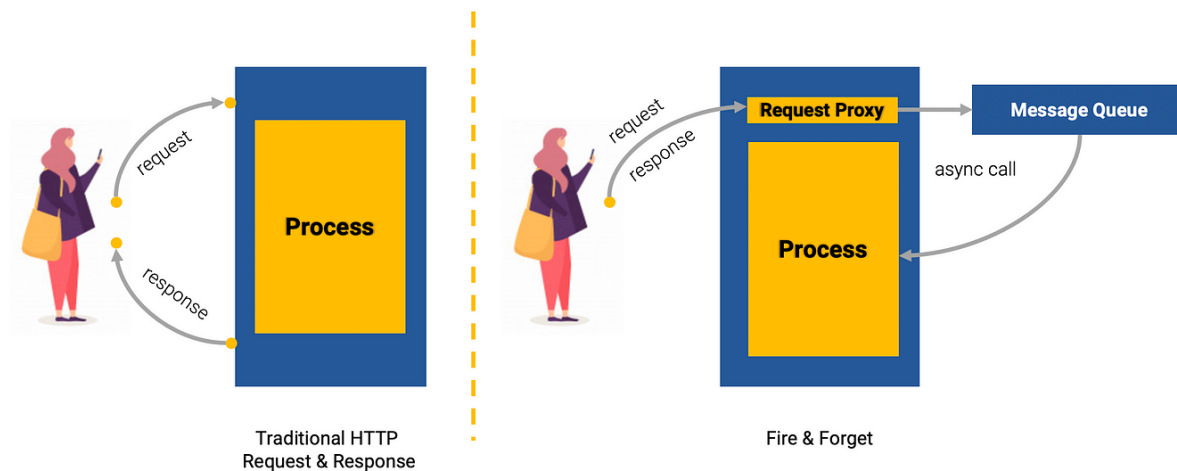 request
Process
response
Traditional HTTP
Request & Response
request
response
Request Proxy
Message Queue
async call
Process
Fire & Forget